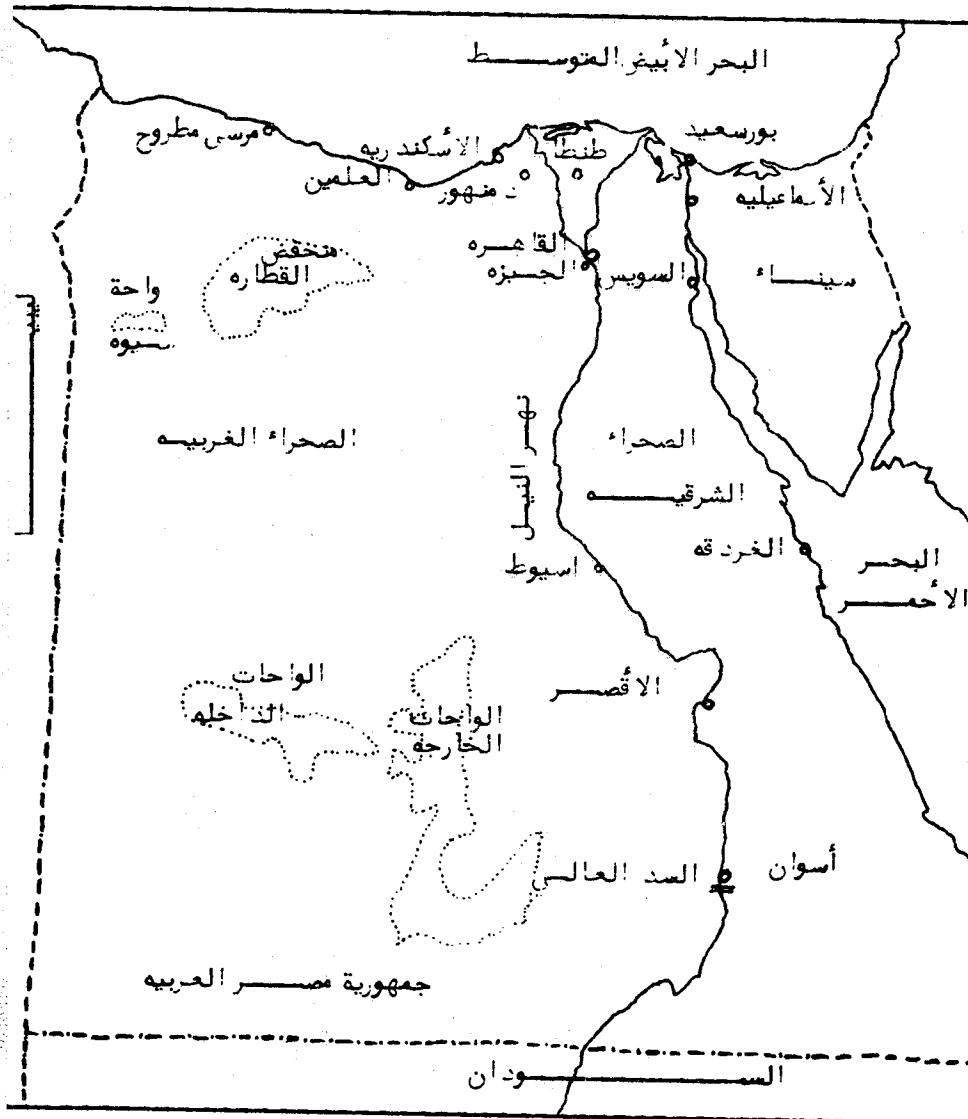 البحر الأبيض المتوسط
بورسعيد
مرسى مطروح
الأسكندريه
طنطا
العلمين
دمنهور
الأسماعيليه
القاهره
الجيزه
السويس
سيناء
منخفض
القطاره
واحة
سيوه
ليبيا
الصحراء الغربيه
نهر النيل
الصحراء
الشرقيه
الغردقه
البحر
الأحمر
اسيوط
الواحات
الداخله
الواحات
الخارجه
الاقصر
السد العالى
أسوان
جمهورية مصر العربيه
السودان